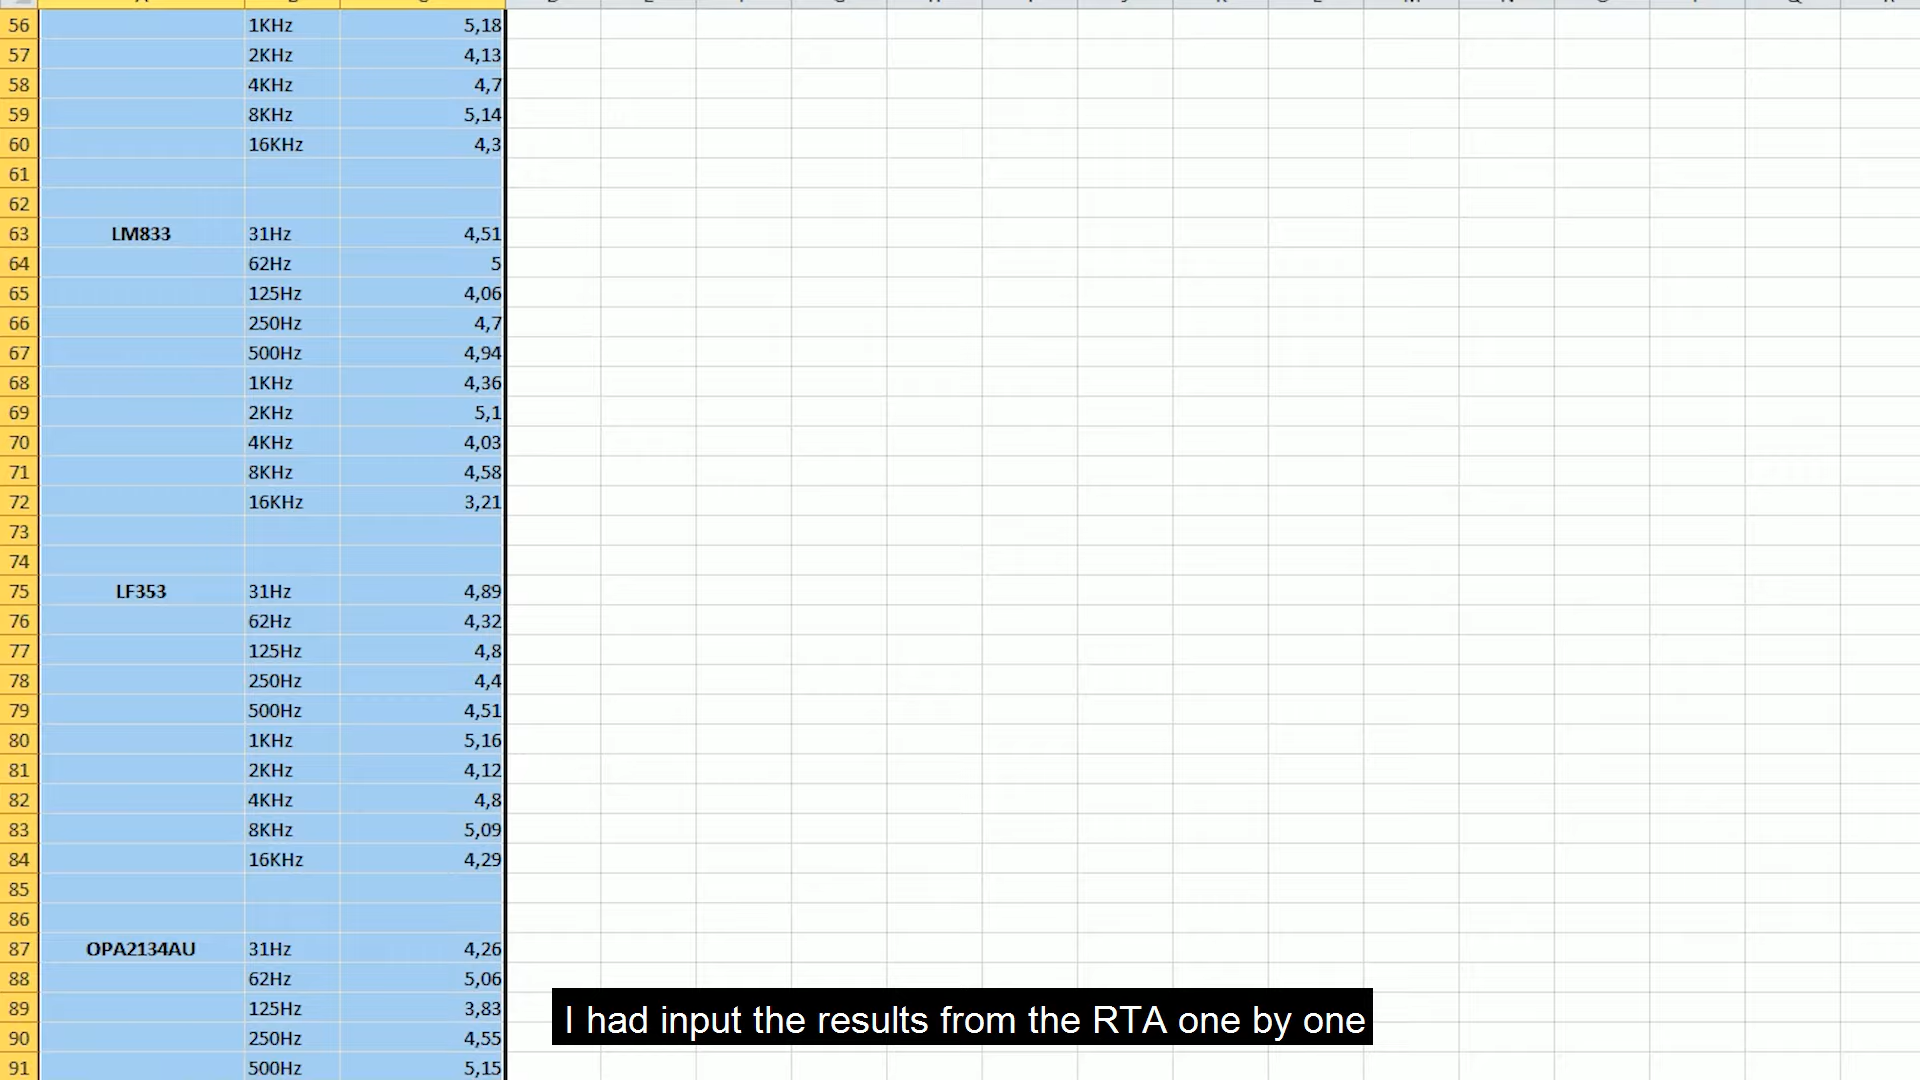 56 1KHz 5,18
57 2KHz 4,13
58 4KHz 4,7
59 8KHz 5,14
60 16KHz 4,3
61
62
63 LM833 31Hz 4,51
64 62Hz 5
65 125Hz 4,06
66 250Hz 4,7
67 500Hz 4,94
68 1KHz 4,36
69 2KHz 5,1
70 4KHz 4,03
71 8KHz 4,58
72 16KHz 3,21
73
74
75 LF353 31Hz 4,89
76 62Hz 4,32
77 125Hz 4,8
78 250Hz 4,4
79 500Hz 4,51
80 1KHz 5,16
81 2KHz 4,12
82 4KHz 4,8
83 8KHz 5,09
84 16KHz 4,29
85
86
87 OPA2134AU 31Hz 4,26
88 62Hz 5,06
89 125Hz 3,83
90 250Hz 4,55
91 500Hz 5,15
I had input the results from the RTA one by one